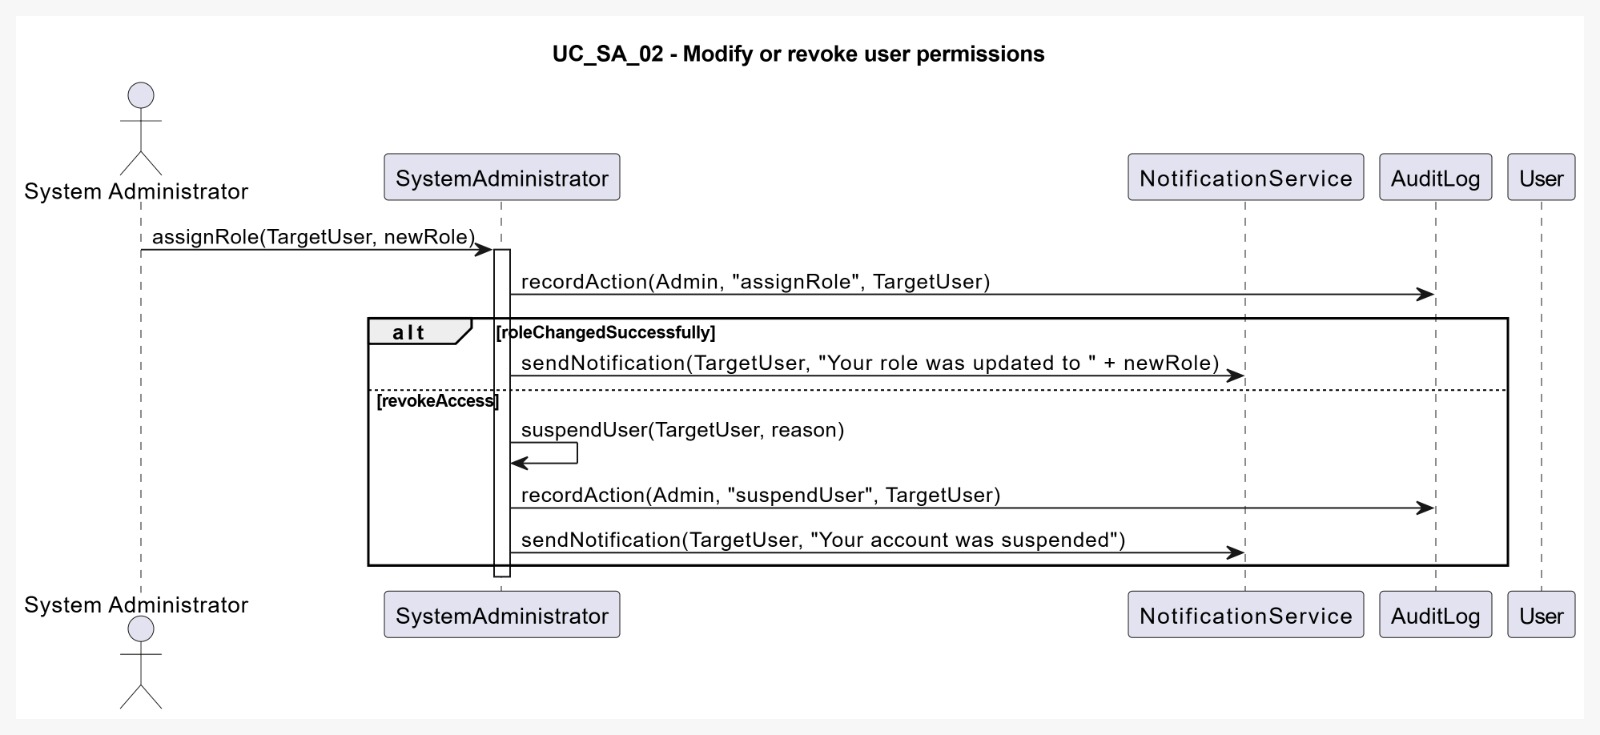 UC_SA_02 - Modify or revoke user permissions
System Administrator
SystemAdministrator
NotificationService
AuditLog
User
assignRole(TargetUser, newRole)
recordAction(Admin, "assignRole", TargetUser)
alt
[roleChangedSuccessfully]
sendNotification(TargetUser, "Your role was updated to " + newRole)
[revokeAccess]
suspendUser(TargetUser, reason)
recordAction(Admin, "suspendUser", TargetUser)
sendNotification(TargetUser, "Your account was suspended")
System Administrator
SystemAdministrator
NotificationService
AuditLog
User